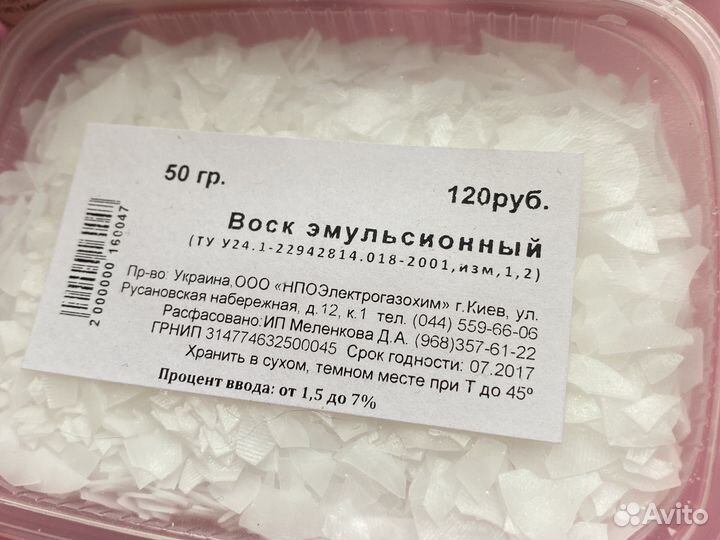 50 гр.
120руб.
Воск эмульсионный
(ТУ У24.1-22942814.018-2001,изм,1,2)
Пр-во: Украина,ООО «НПОЭлектрогазохим» г.Киев, ул.
Русановская набережная, д.12, к.1 тел. (044) 559-66-06
Расфасовано:ИП Меленкова Д.А. (968)357-61-22
ГРНИП 314774632500045 Срок годности: 07.2017
Хранить в сухом, темном месте при Т до 45º
Процент ввода: от 1,5 до 7%
2 000000 160047
Avito